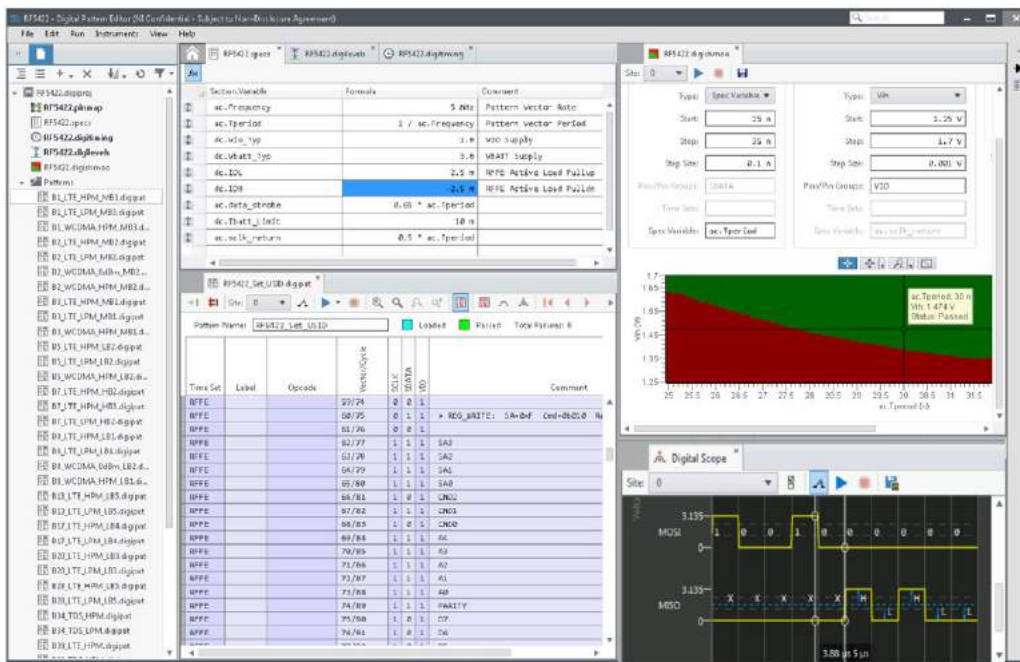 RF5422 - Digital Pattern Editor (NI Confidential - Subject to Non-Disclosure Agreement)
File Edit Run Instruments View Help
RF5422.digiproj
RF5422.pinmap
RF5422.specs
RF5422.digitiming
RF5422.digilevels
RF5422.digishmoo
Patterns
B1_LTE_HPM_MB3.digipat
B1_LTE_LPM_MB3.digipat
B1_WCDMA_HPM_MB3.d...
B2_LTE_HPM_MB2.digipat
B2_LTE_LPM_MB2.digipat
B2_WCDMA_0dBm_MB2...
B2_WCDMA_HPM_MB2.d...
B3_LTE_HPM_MB1.digipat
B3_LTE_LPM_MB1.digipat
B3_WCDMA_HPM_MB1.d...
B5_LTE_HPM_LB2.digipat
B5_LTE_LPM_LB2.digipat
B5_WCDMA_HPM_LB2.di...
B7_LTE_HPM_HB2.digipat
B7_LTE_LPM_HB2.digipat
B8_LTE_HPM_LB1.digipat
B8_LTE_LPM_LB1.digipat
B8_WCDMA_0dBm_LB2.d...
B8_WCDMA_HPM_LB1.di...
B13_LTE_HPM_LB5.digipat
B13_LTE_LPM_LB5.digipat
B17_LTE_HPM_LB4.digipat
B17_LTE_LPM_LB4.digipat
B20_LTE_HPM_LB3.digipat
B20_LTE_LPM_LB3.digipat
B28_LTE_HPM_LB5.digipat
B28_LTE_LPM_LB5.digipat
B34_TDS_HPM.digipat
B34_TDS_LPM.digipat
B38_LTE_HPM.digipat
RF5422.specs RF5422.digilevels RF5422.digitiming
Section.Variable Formula Comment
ac.Frequency 5 MHz Pattern Vector Rate
ac.Tperiod 1 / ac.Frequency Pattern Vector Period
dc.Vio_Typ VIO Supply
dc.Vbatt_Typ VBATT Supply
dc.IOL 2.5 m RFFE Active Load Pullup
dc.IOH -2.5 m RFFE Active Load Pulldn
ac.data_strobe 0.65 * ac.Tperiod
dc.Ibatt_Limit 10 m
ac.sclk_return 0.5 * ac.Tperiod
RF5422_Set_USID.digipat
Site: 0
Pattern Name: RF5422_Set_USID Loaded Passed Total Failures: 0
Time Set Label Opcode Vector/Cycle SCLK SDATA VIO Comment
RFFE 59/74 0 0 1
RFFE 60/75 0 1 1 > REG_WRITE: SA=0xF Cmd=0b010
RFFE 61/76 0 0 1
RFFE 62/77 1 1 1 SA3
RFFE 63/78 1 1 1 SA2
RFFE 64/79 1 1 1 SA1
RFFE 65/80 1 1 1 SA0
RFFE 66/81 1 0 1 CMD2
RFFE 67/82 1 1 1 CMD1
RFFE 68/83 1 0 1 CMD0
RFFE 69/84 1 1 1 A4
RFFE 70/85 1 1 1 A3
RFFE 71/86 1 1 A2
RFFE 72/87 1 1 1 A1
RFFE 73/88 1 1 A0
RFFE 74/89 1 1 PARITY
RFFE 75/90 1 0 1 D7
RFFE 76/91 1 0 1 D6
RF5422.digishmoo
Site: 0
Type: Spec Variable Type: Vih
Start: 25 n Start: 1.25 V
Stop: 35 n Stop: 1.7 V
Step Size: 0.1 n Step Size: 0.001 V
Pins/Pin Groups: SDATA Pins/Pin Groups: VIO
Time Sets: Time Sets:
Spec Variable: ac.Tperiod Spec Variable: ac.sclk_return
Vih (V)
1.7
1.65
1.55
1.45
1.35
1.25
ac.Tperiod: 30 n
Vih: 1.474 V
Status: Passed
25 25.5 26 26.5 27 27.5 28 28.5 29 29.5 30 30.5 31 31.5
ac.Tperiod (s)
Digital Scope
Site: 0
MOSI 3.135 0
1 0 0 1 0 0 0 0 0 0
MISO 3.135 0
X X X X H L H L L
3.88 µs 5 µs